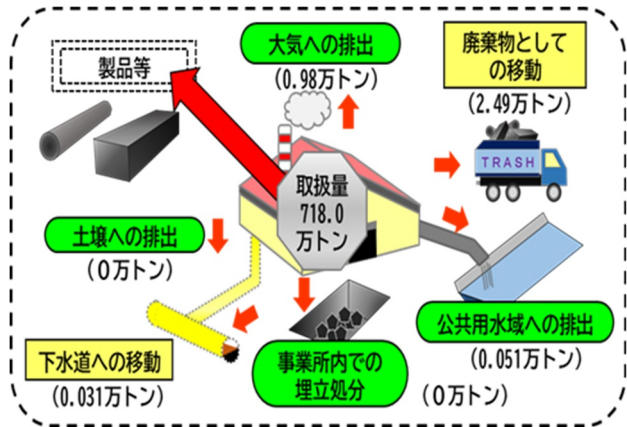 大気への排出
(0.98万トン)
廃棄物として
の移動
(2.49万トン)
製品等
TRASH
取扱量
718.0
万トン
土壌への排出
(0万トン)
公共用水域への排出
(0.051万トン)
下水道への移動
(0.031万トン)
事業所内での
埋立処分
(0万トン)